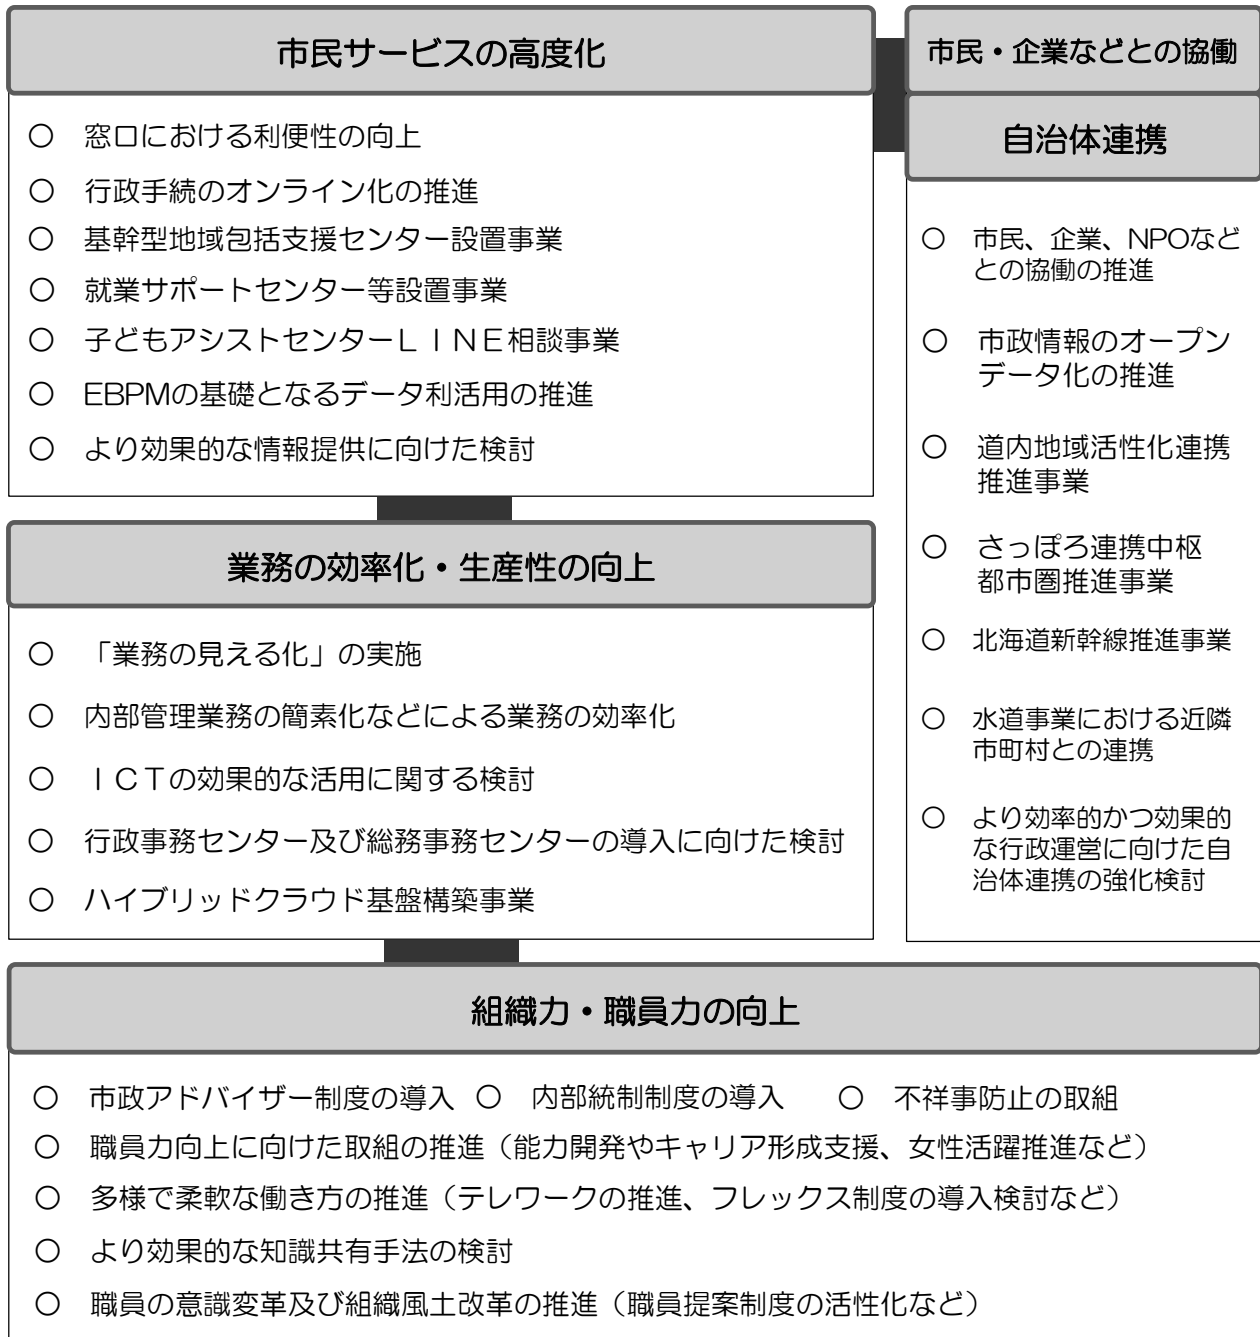 市民サービスの高度化
○ 窓口における利便性の向上
○ 行政手続のオンライン化の推進
○ 基幹型地域包括支援センター設置事業
○ 就業サポートセンター等設置事業
○ 子どもアシストセンターＬＩＮＥ相談事業
○ EBPMの基礎となるデータ利活用の推進
○ より効果的な情報提供に向けた検討
市民・企業などとの協働
自治体連携
○ 市民、企業、NPOなど
との協働の推進
○ 市政情報のオープン
データ化の推進
○ 道内地域活性化連携
推進事業
○ さっぽろ連携中枢
都市圏推進事業
○ 北海道新幹線推進事業
○ 水道事業における近隣
市町村との連携
○ より効率的かつ効果的
な行政運営に向けた自
治体連携の強化検討
業務の効率化・生産性の向上
○ 「業務の見える化」の実施
○ 内部管理業務の簡素化などによる業務の効率化
○ ＩＣＴの効果的な活用に関する検討
○ 行政事務センター及び総務事務センターの導入に向けた検討
○ ハイブリッドクラウド基盤構築事業
組織力・職員力の向上
○ 市政アドバイザー制度の導入 ○ 内部統制制度の導入 ○ 不祥事防止の取組
○ 職員力向上に向けた取組の推進（能力開発やキャリア形成支援、女性活躍推進など）
○ 多様で柔軟な働き方の推進（テレワークの推進、フレックス制度の導入検討など）
○ より効果的な知識共有手法の検討
○ 職員の意識変革及び組織風土改革の推進（職員提案制度の活性化など）